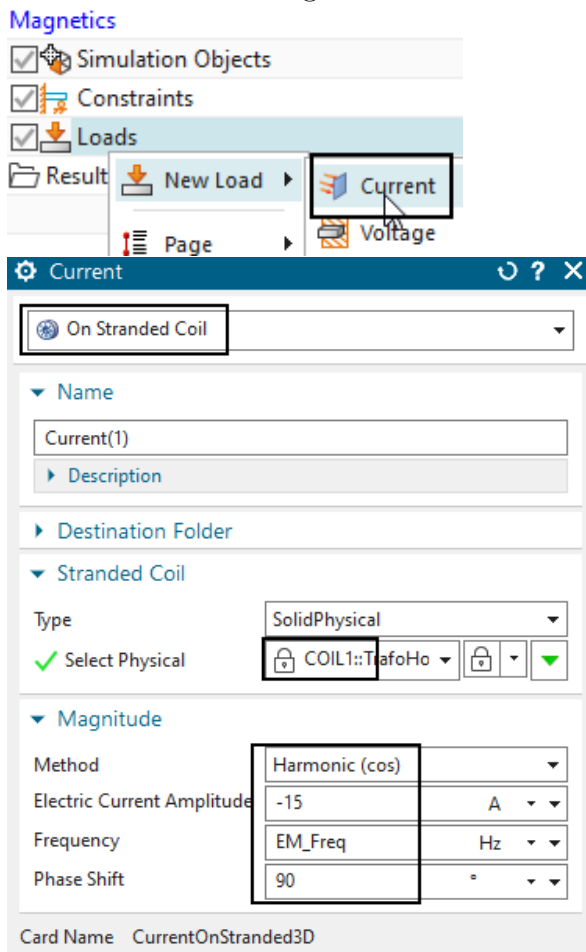 Magnetics
Simulation Objects
Constraints
Loads
Result New Load Current
Page Voltage
Current
On Stranded Coil
Name
Current(1)
Description
Destination Folder
Stranded Coil
Type SolidPhysical
Select Physical COIL1::TrafoHo
Magnitude
Method Harmonic (cos)
Electric Current Amplitude -15 A
Frequency EM_Freq Hz
Phase Shift 90 °
Card Name CurrentOnStranded3D